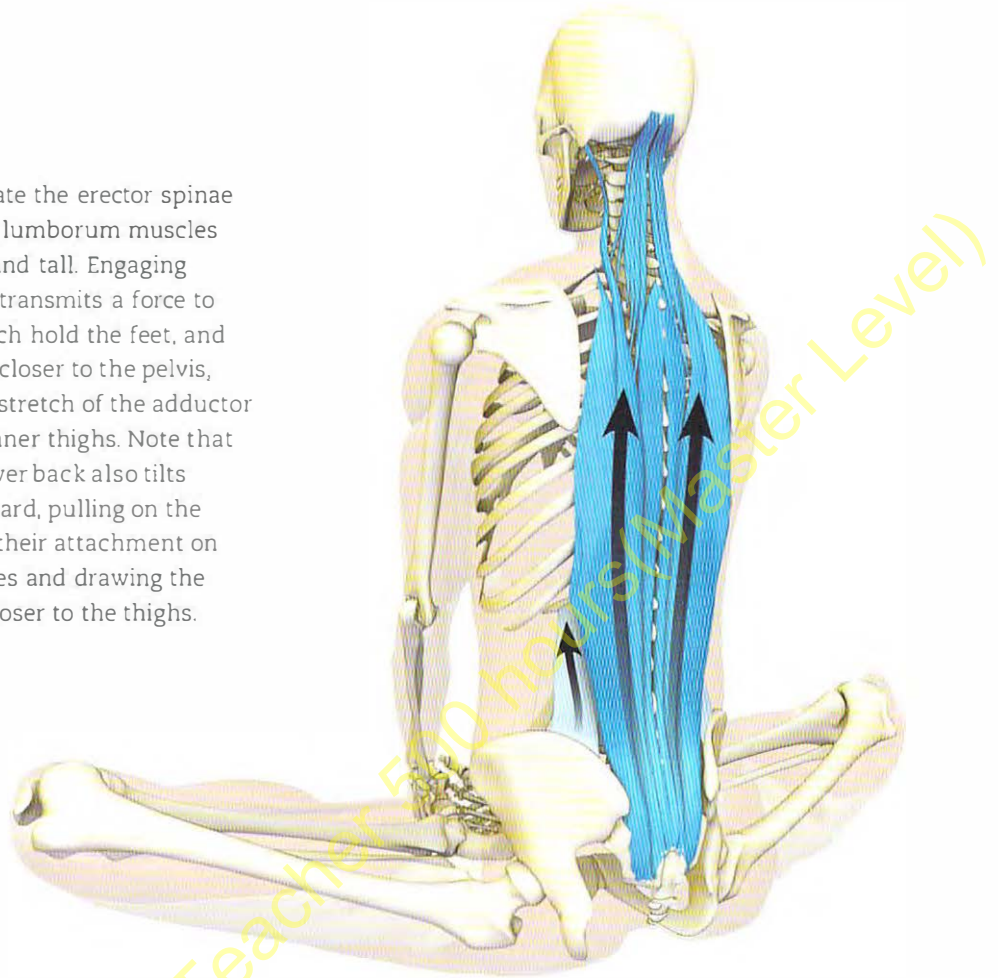 ate the erector spinae
lumborum muscles
nd tall. Engaging
transmits a force to
ch hold the feet, and
closer to the pelvis,
stretch of the adductor
ner thighs. Note that
ver back also tilts
ard, pulling on the
their attachment on
es and drawing the
oser to the thighs.
Teacher 500 hours(Master Level)